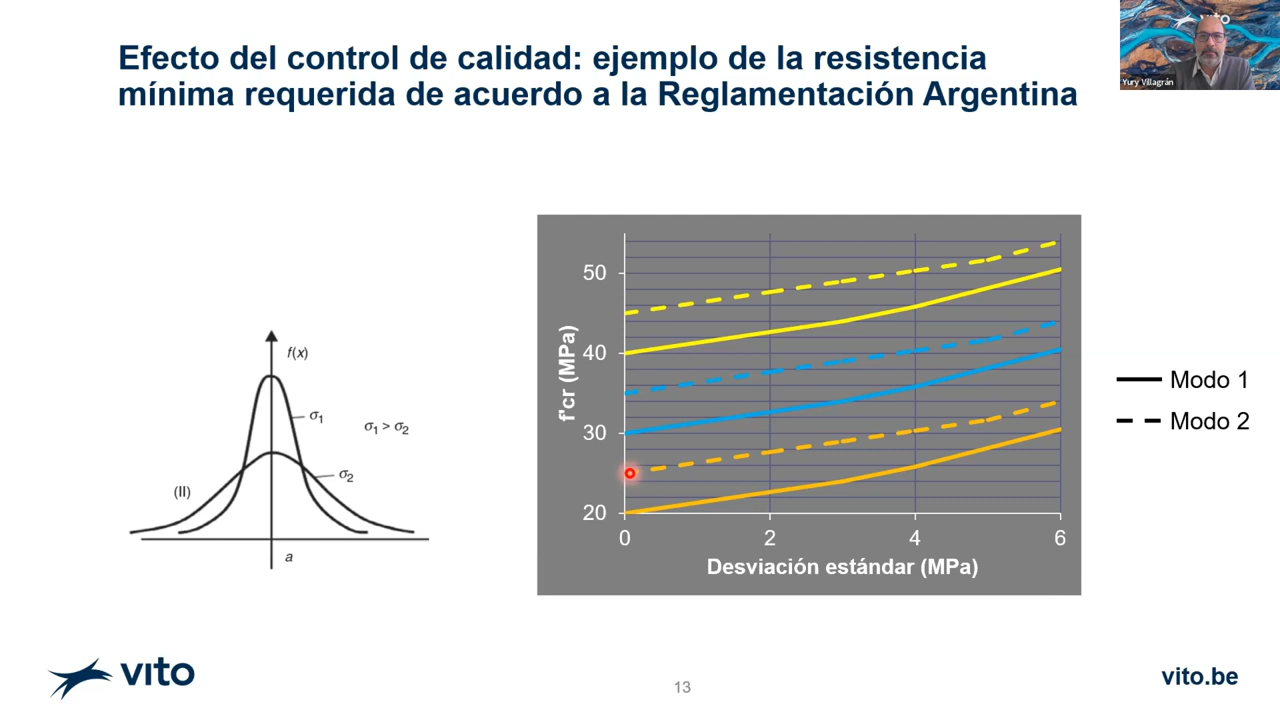 vito
Yury Villagrán
Efecto del control de calidad: ejemplo de la resistencia
mínima requerida de acuerdo a la Reglamentación Argentina
f(x)
σ1
σ1 > σ2
σ2
(II)
a
f'cr (MPa)
50
40
30
20
0 2 4 6
Desviación estándar (MPa)
Modo 1
Modo 2
vito
13
vito.be